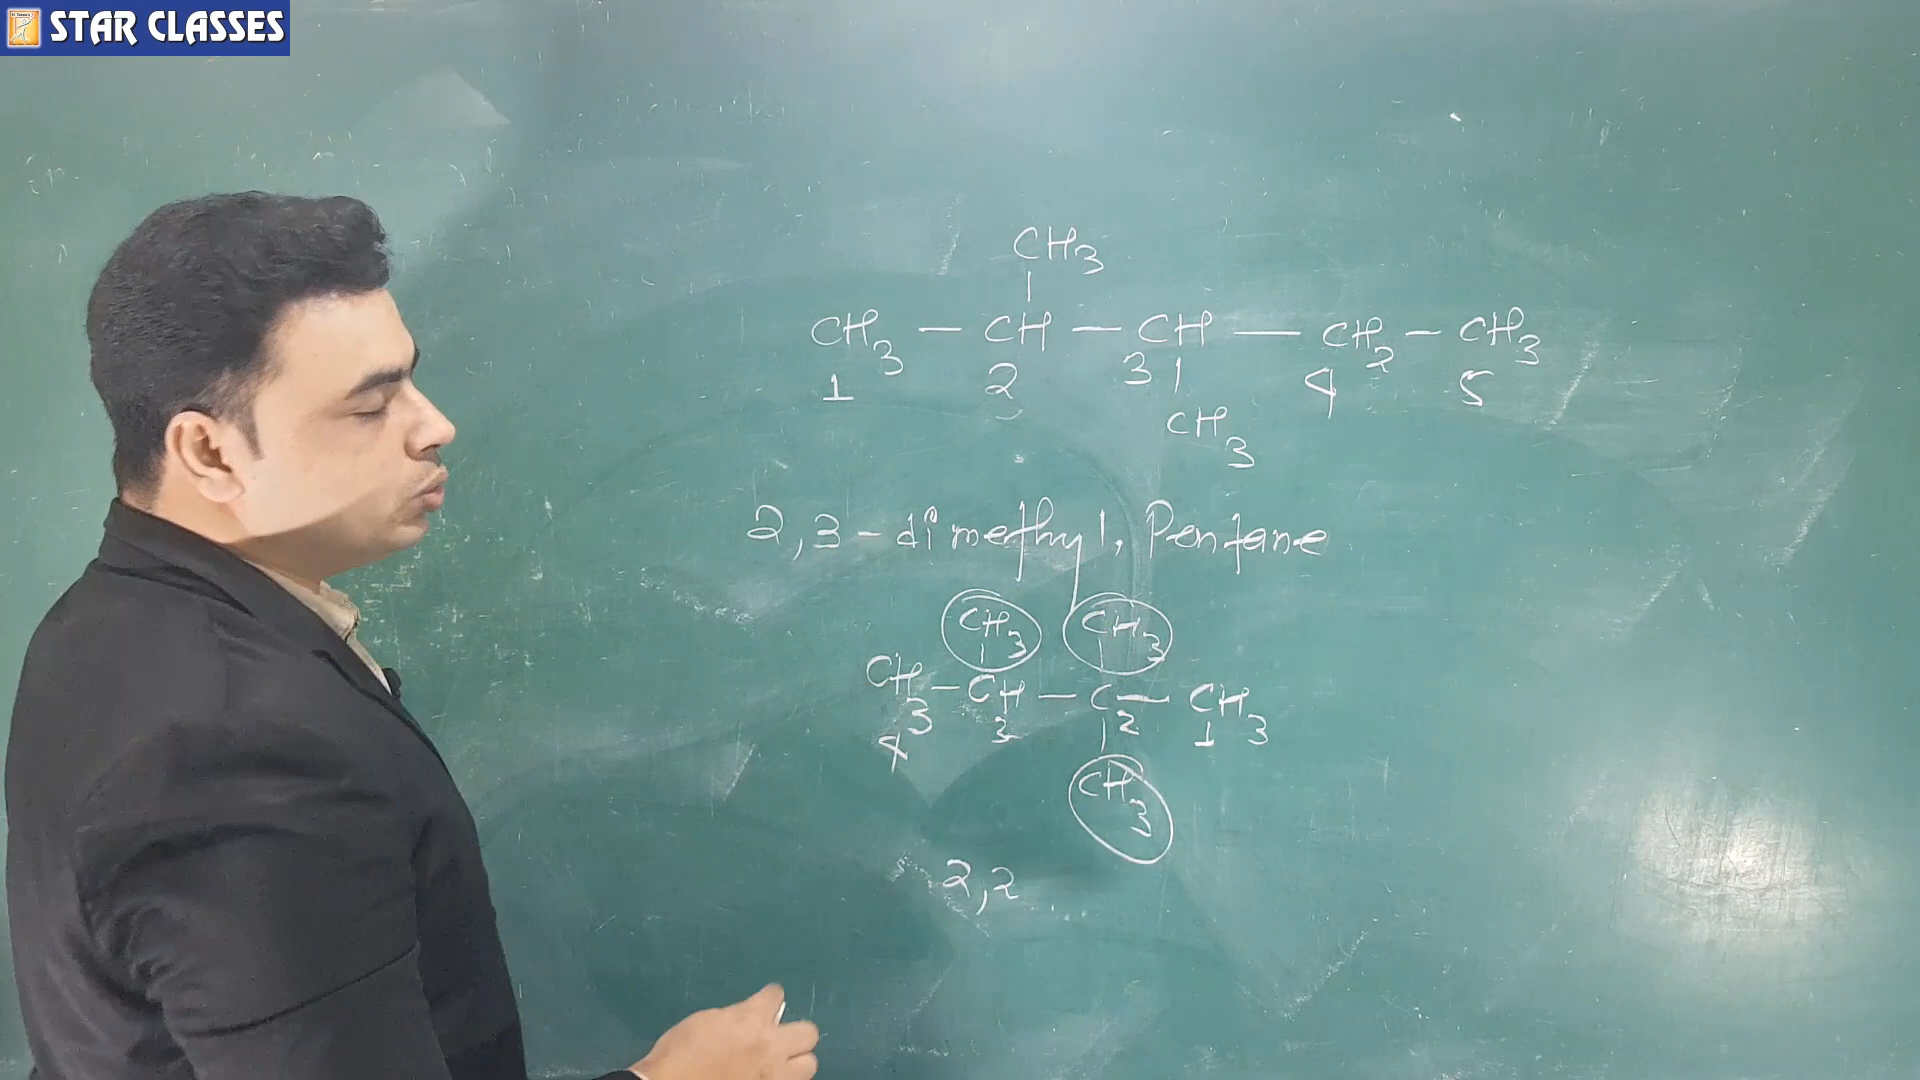 STAR CLASSES
CH3
CH3 — CH — CH — CH2 — CH3
1 2 3 4 5
CH3
2,3-dimethyl, Pentane
CH3 CH3
CH3 — CH — C — CH3
4 3 2 1
CH3
2,2